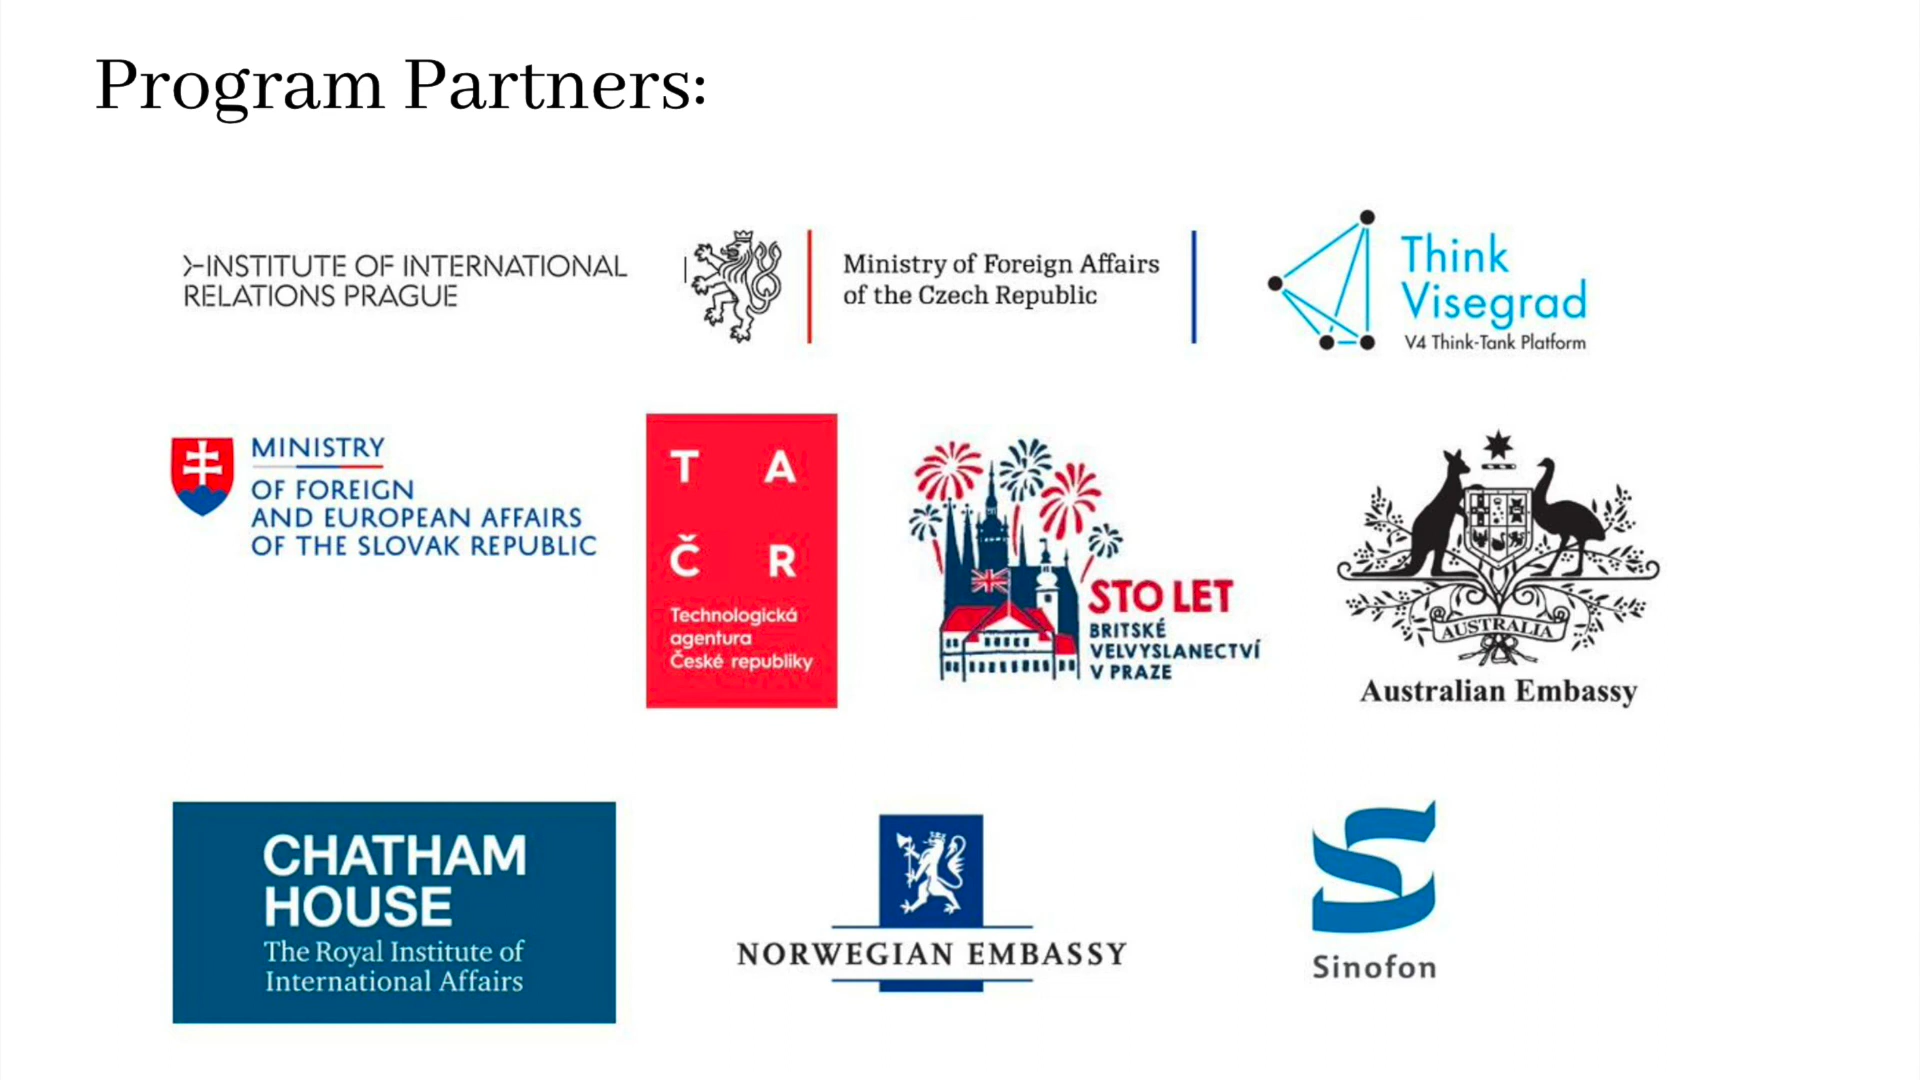 Program Partners:
>-INSTITUTE OF INTERNATIONAL
RELATIONS PRAGUE
Ministry of Foreign Affairs
of the Czech Republic
Think
Visegrad
V4 Think-Tank Platform
MINISTRY
OF FOREIGN
AND EUROPEAN AFFAIRS
OF THE SLOVAK REPUBLIC
T A
Č R
Technologická
agentura
České republiky
STO LET
BRITSKÉ
VELVYSLANECTVÍ
V PRAZE
AUSTRALIA
Australian Embassy
CHATHAM
HOUSE
The Royal Institute of
International Affairs
NORWEGIAN EMBASSY
Sinofon